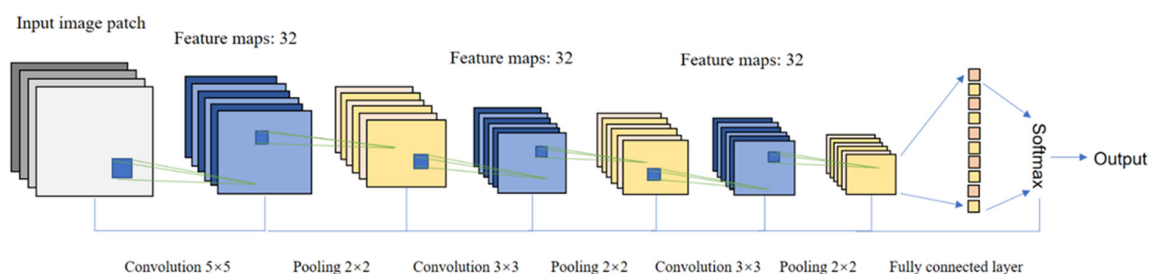 Input image patch
Feature maps: 32
Feature maps: 32
Feature maps: 32
Softmax
Output
Convolution 5×5
Pooling 2×2
Convolution 3×3
Pooling 2×2
Convolution 3×3
Pooling 2×2
Fully connected layer